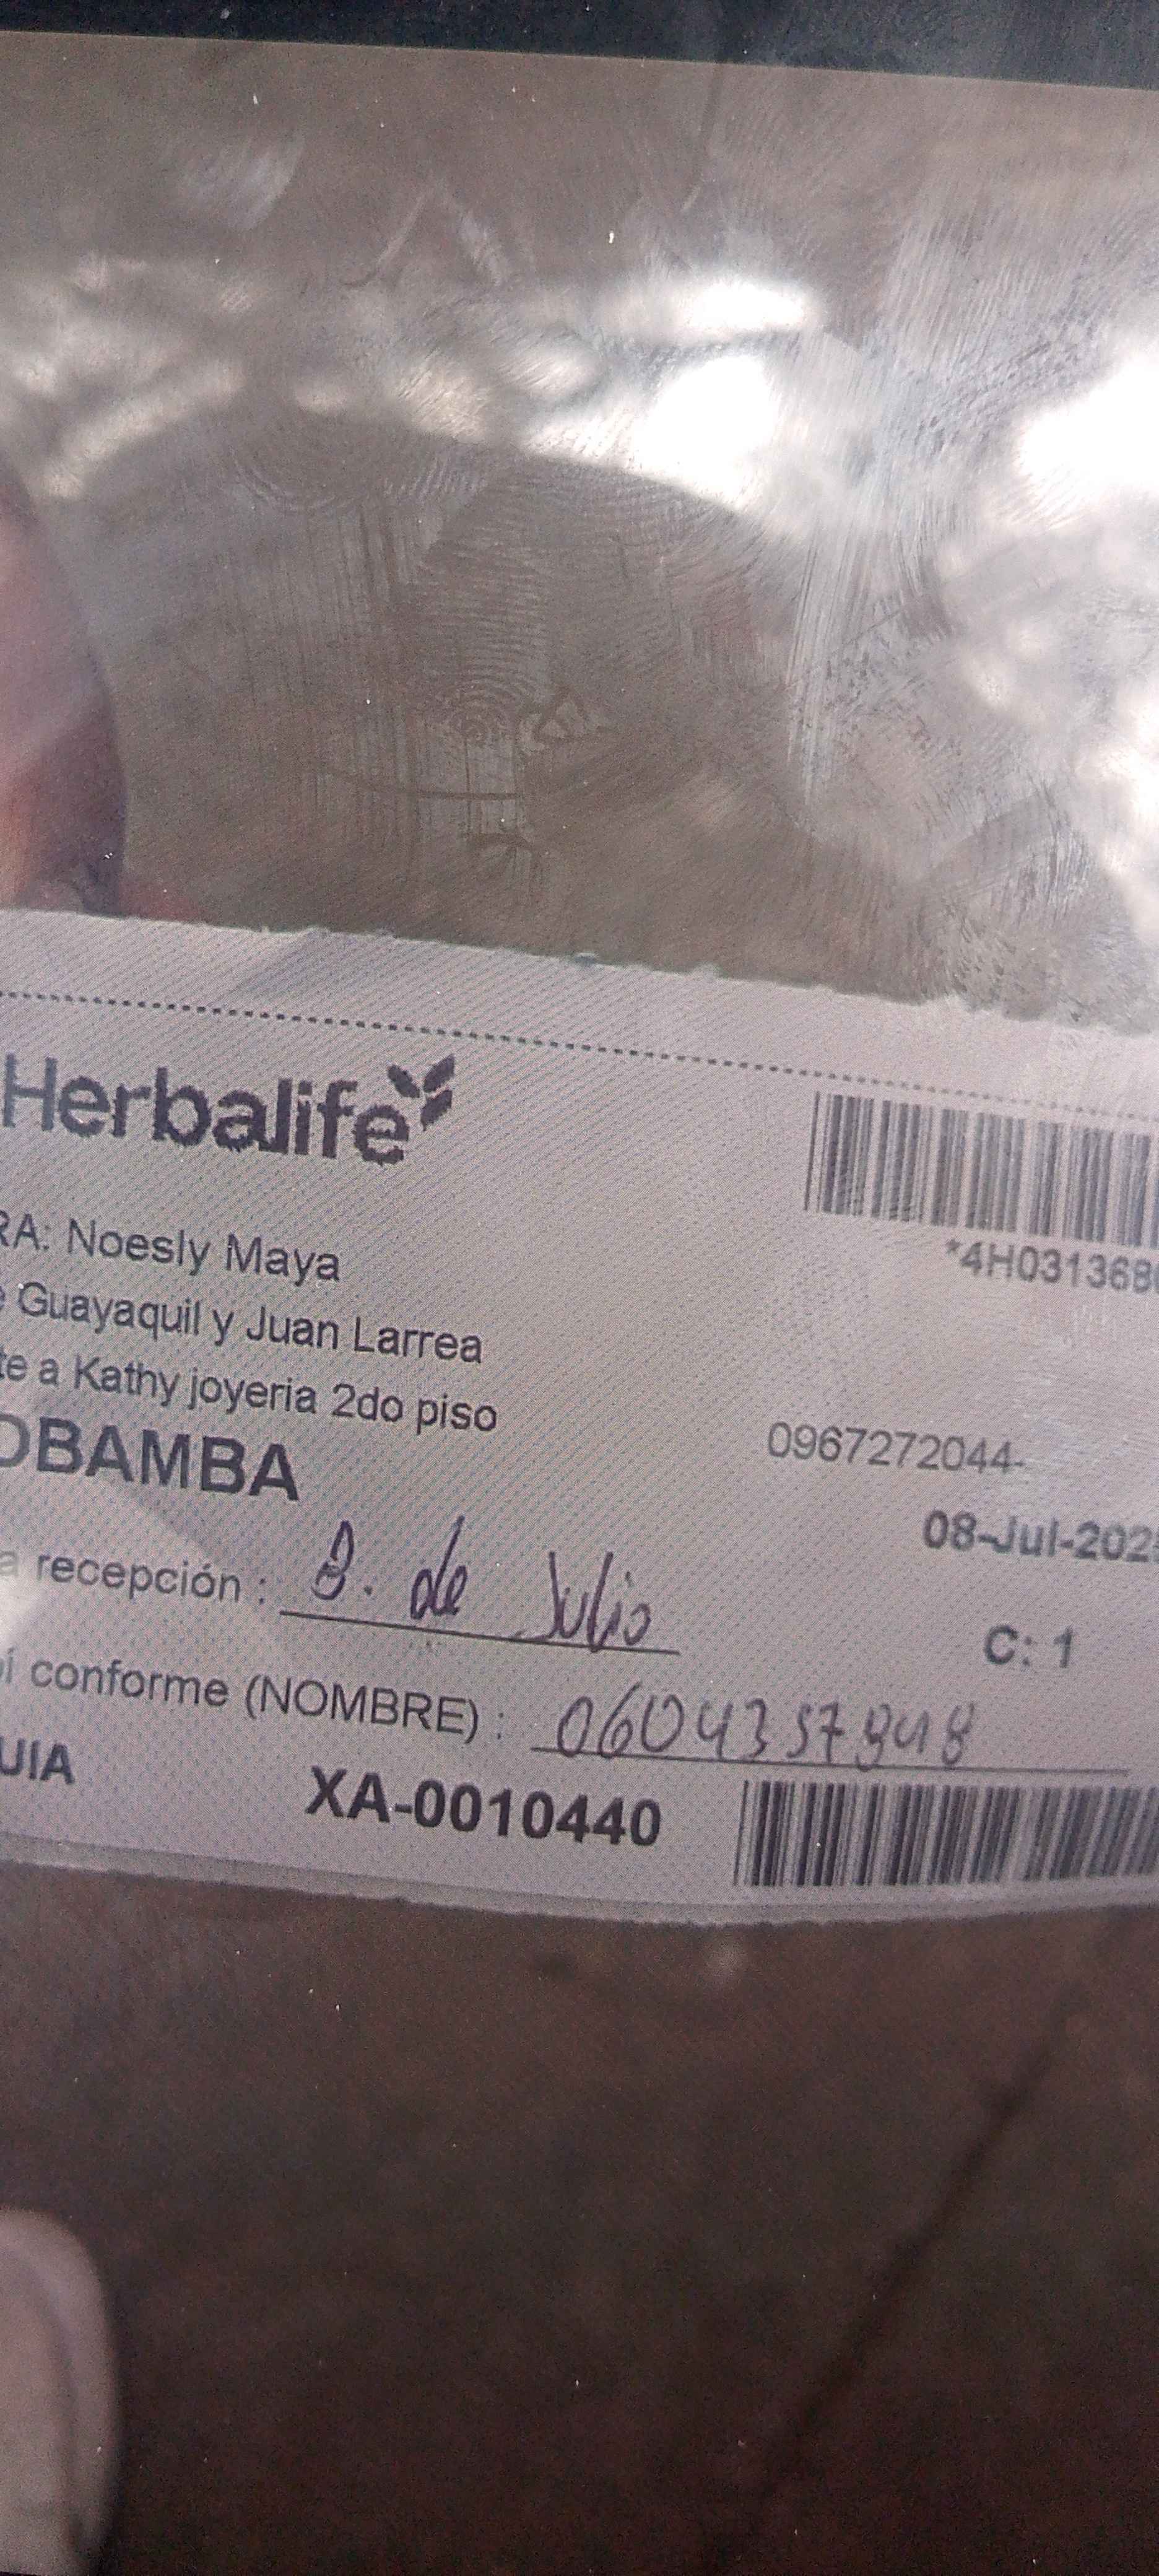 Herbalife
*4H031368
RA: Noesly Maya
e Guayaquil y Juan Larrea
te a Kathy joyeria 2do piso
0967272044-
OBAMBA
08-Jul-202
a recepción : 8. de Julio
C: 1
í conforme (NOMBRE) : 0604357848
UIA XA-0010440